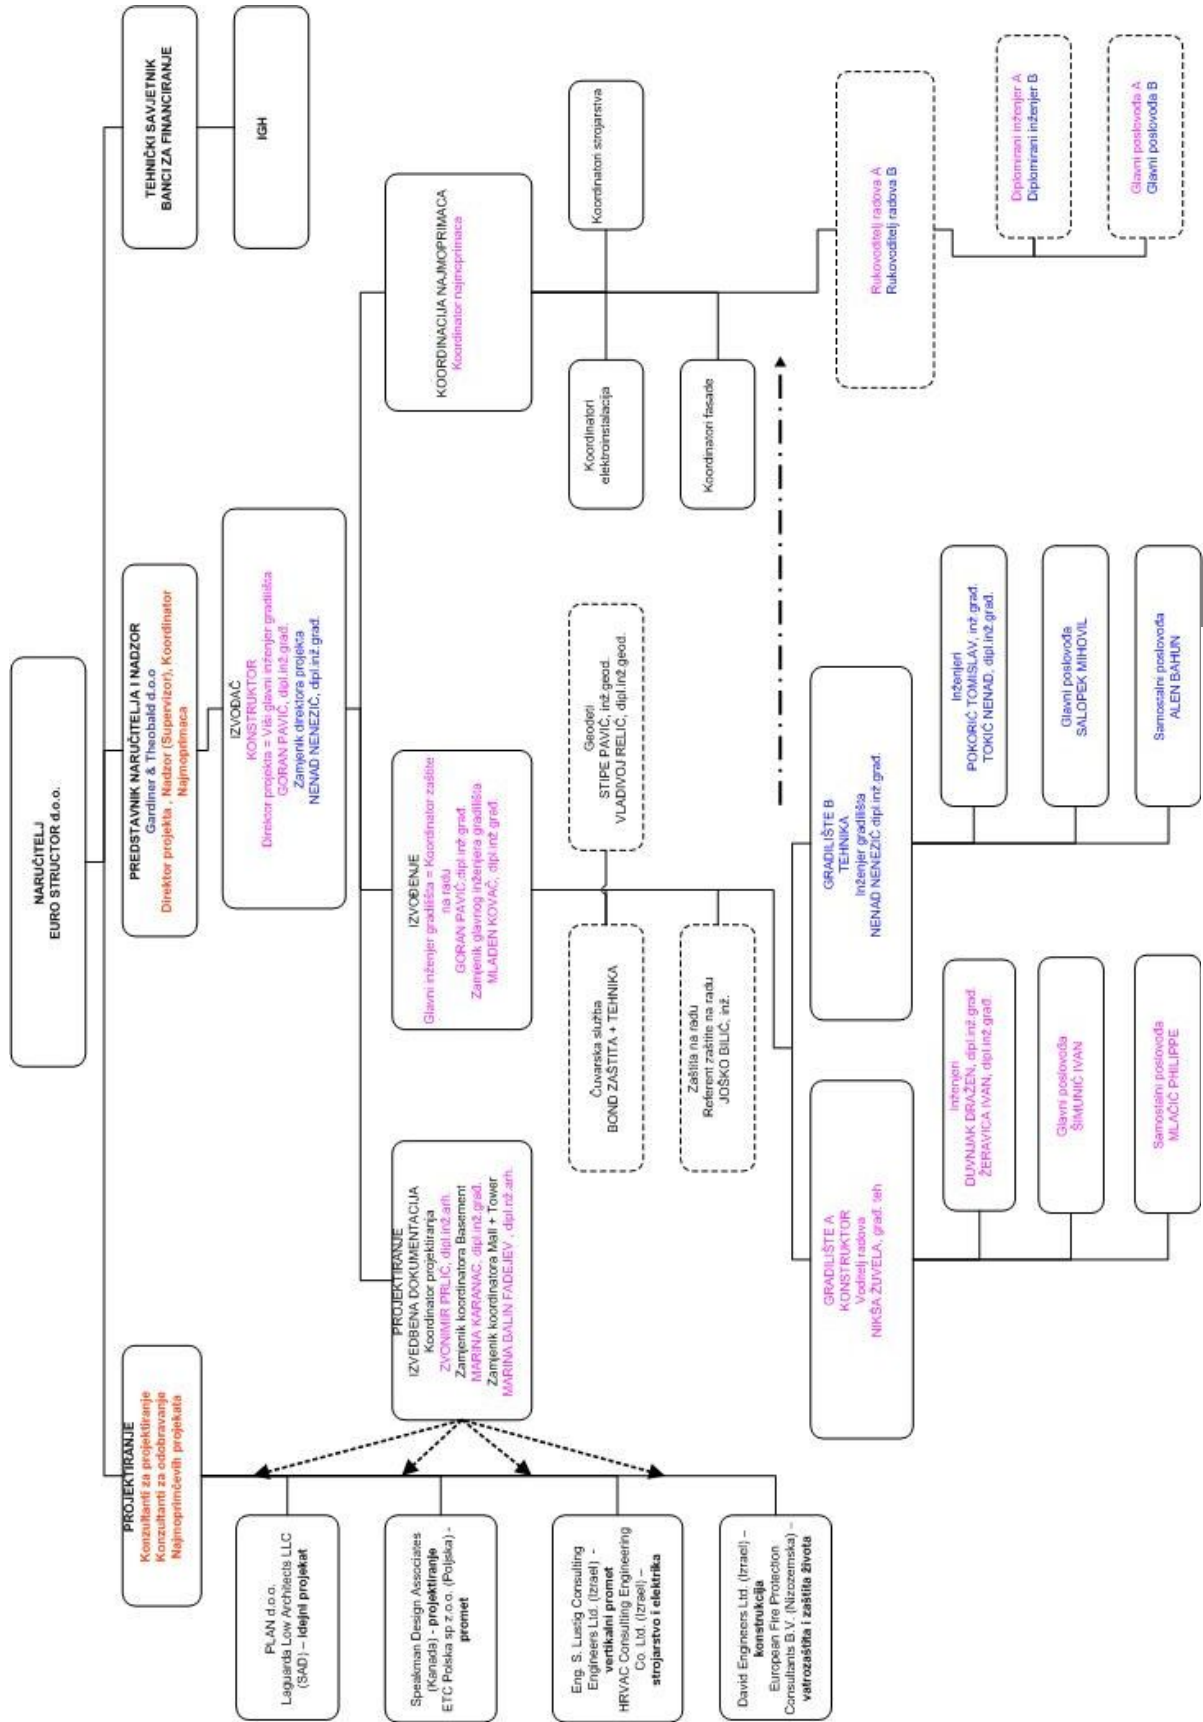 NARUČITELJ
EURO STRUCTOR d.o.o.
PROJEKTIRANJE
Konzultanti za projektiranje
Konzultanti za odobravanje
Najmoprimčevih projekata
PREDSTAVNIK NARUČITELJA I NADZOR
Gardiner & Theobald d.o.o
Direktor projekta , Nadzor (Supervizor), Koordinator
Najmoprimaca
TEHNIČKI SAVJETNIK
BANCI ZA FINANCIRANJE
IGH
PLAN d.o.o.
Laguarda Low Architects LLC
(SAD) – idejni projekat
Speakman Design Associates
(Kanada) - projektiranje
ETC Polska sp z.o.o. (Poljska) -
promet
Eng. S. Lustig Consulting
Engineers Ltd. (Izrael) -
vertikalni promet
HRVAC Consulting Engineering
Co. Ltd. (Izrael) –
strojarstvo i elektrika
David Engineers Ltd. (Izrael) –
konstrukcija
European Fire Protection
Consultants B.V. (Nizozemska) –
vatrozaštita i zaštita života
IZVOĐAČ
KONSTRUKTOR
Direktor projekta = Viši glavni inženjer gradilišta
GORAN PAVIĆ, dipl.inž.građ.
Zamjenik direktora projekta
NENAD NENEZIĆ, dipl.inž.građ.
PROJEKTIRANJE
IZVEDBENA DOKUMENTACIJA
Koordinator projektiranja
ZVONIMIR PRLIĆ, dipl.inž.arh.
Zamjenik koordinatora Basement
MARINA KARANAC, dipl.inž.građ.
Zamjenik koordinatora Mall + Tower
MARINA BALIN FADEJEV , dipl.inž.arh.
IZVOĐENJE
Glavni inženjer gradilišta = Koordinator zaštite
na radu
GORAN PAVIĆ,dipl.inž.građ.
Zamjenik glavnog inženjera gradilišta
MLADEN KOVAČ, dipl.inž.građ.
KOORDINACIJA NAJMOPRIMACA
Koordinator najmoprimaca
Čuvarska služba
BOND ZAŠTITA + TEHNIKA
Geodeti
STIPE PAVIĆ, inž.geod.
VLADIVOJ RELIĆ, dipl.inž.geod.
Zaštita na radu
Referent zaštite na radu
JOŠKO BILIĆ, inž.
Koordinatori
elektroinstalacija
Koordinatori strojarstva
Koordinatori fasade
GRADILIŠTE A
KONSTRUKTOR
Voditelj radova
NIKŠA ŽUVELA, građ. teh
GRADILIŠTE B
TEHNIKA
Inženjer gradilišta
NENAD NENEZIĆ dipl.inž.građ.
Rukovoditelj radova A
Rukovoditelj radova B
Inženjeri
DUVNJAK DRAŽEN, dipl.inž.građ.
ŽERAVICA IVAN, dipl.inž.građ.
Glavni poslovođa
ŠIMUNIĆ IVAN
Samostalni poslovođa
MLAČIĆ PHILIPPE
Inženjeri
POKORIĆ TOMISLAV, inž.građ.
TOKIĆ NENAD, dipl.inž.građ.
Glavni poslovođa
SALOPEK MIHOVIL
Samostalni poslovođa
ALEN BAHUN
Diplomirani inženjer A
Diplomirani inženjer B
Glavni poslovođa A
Glavni poslovođa B